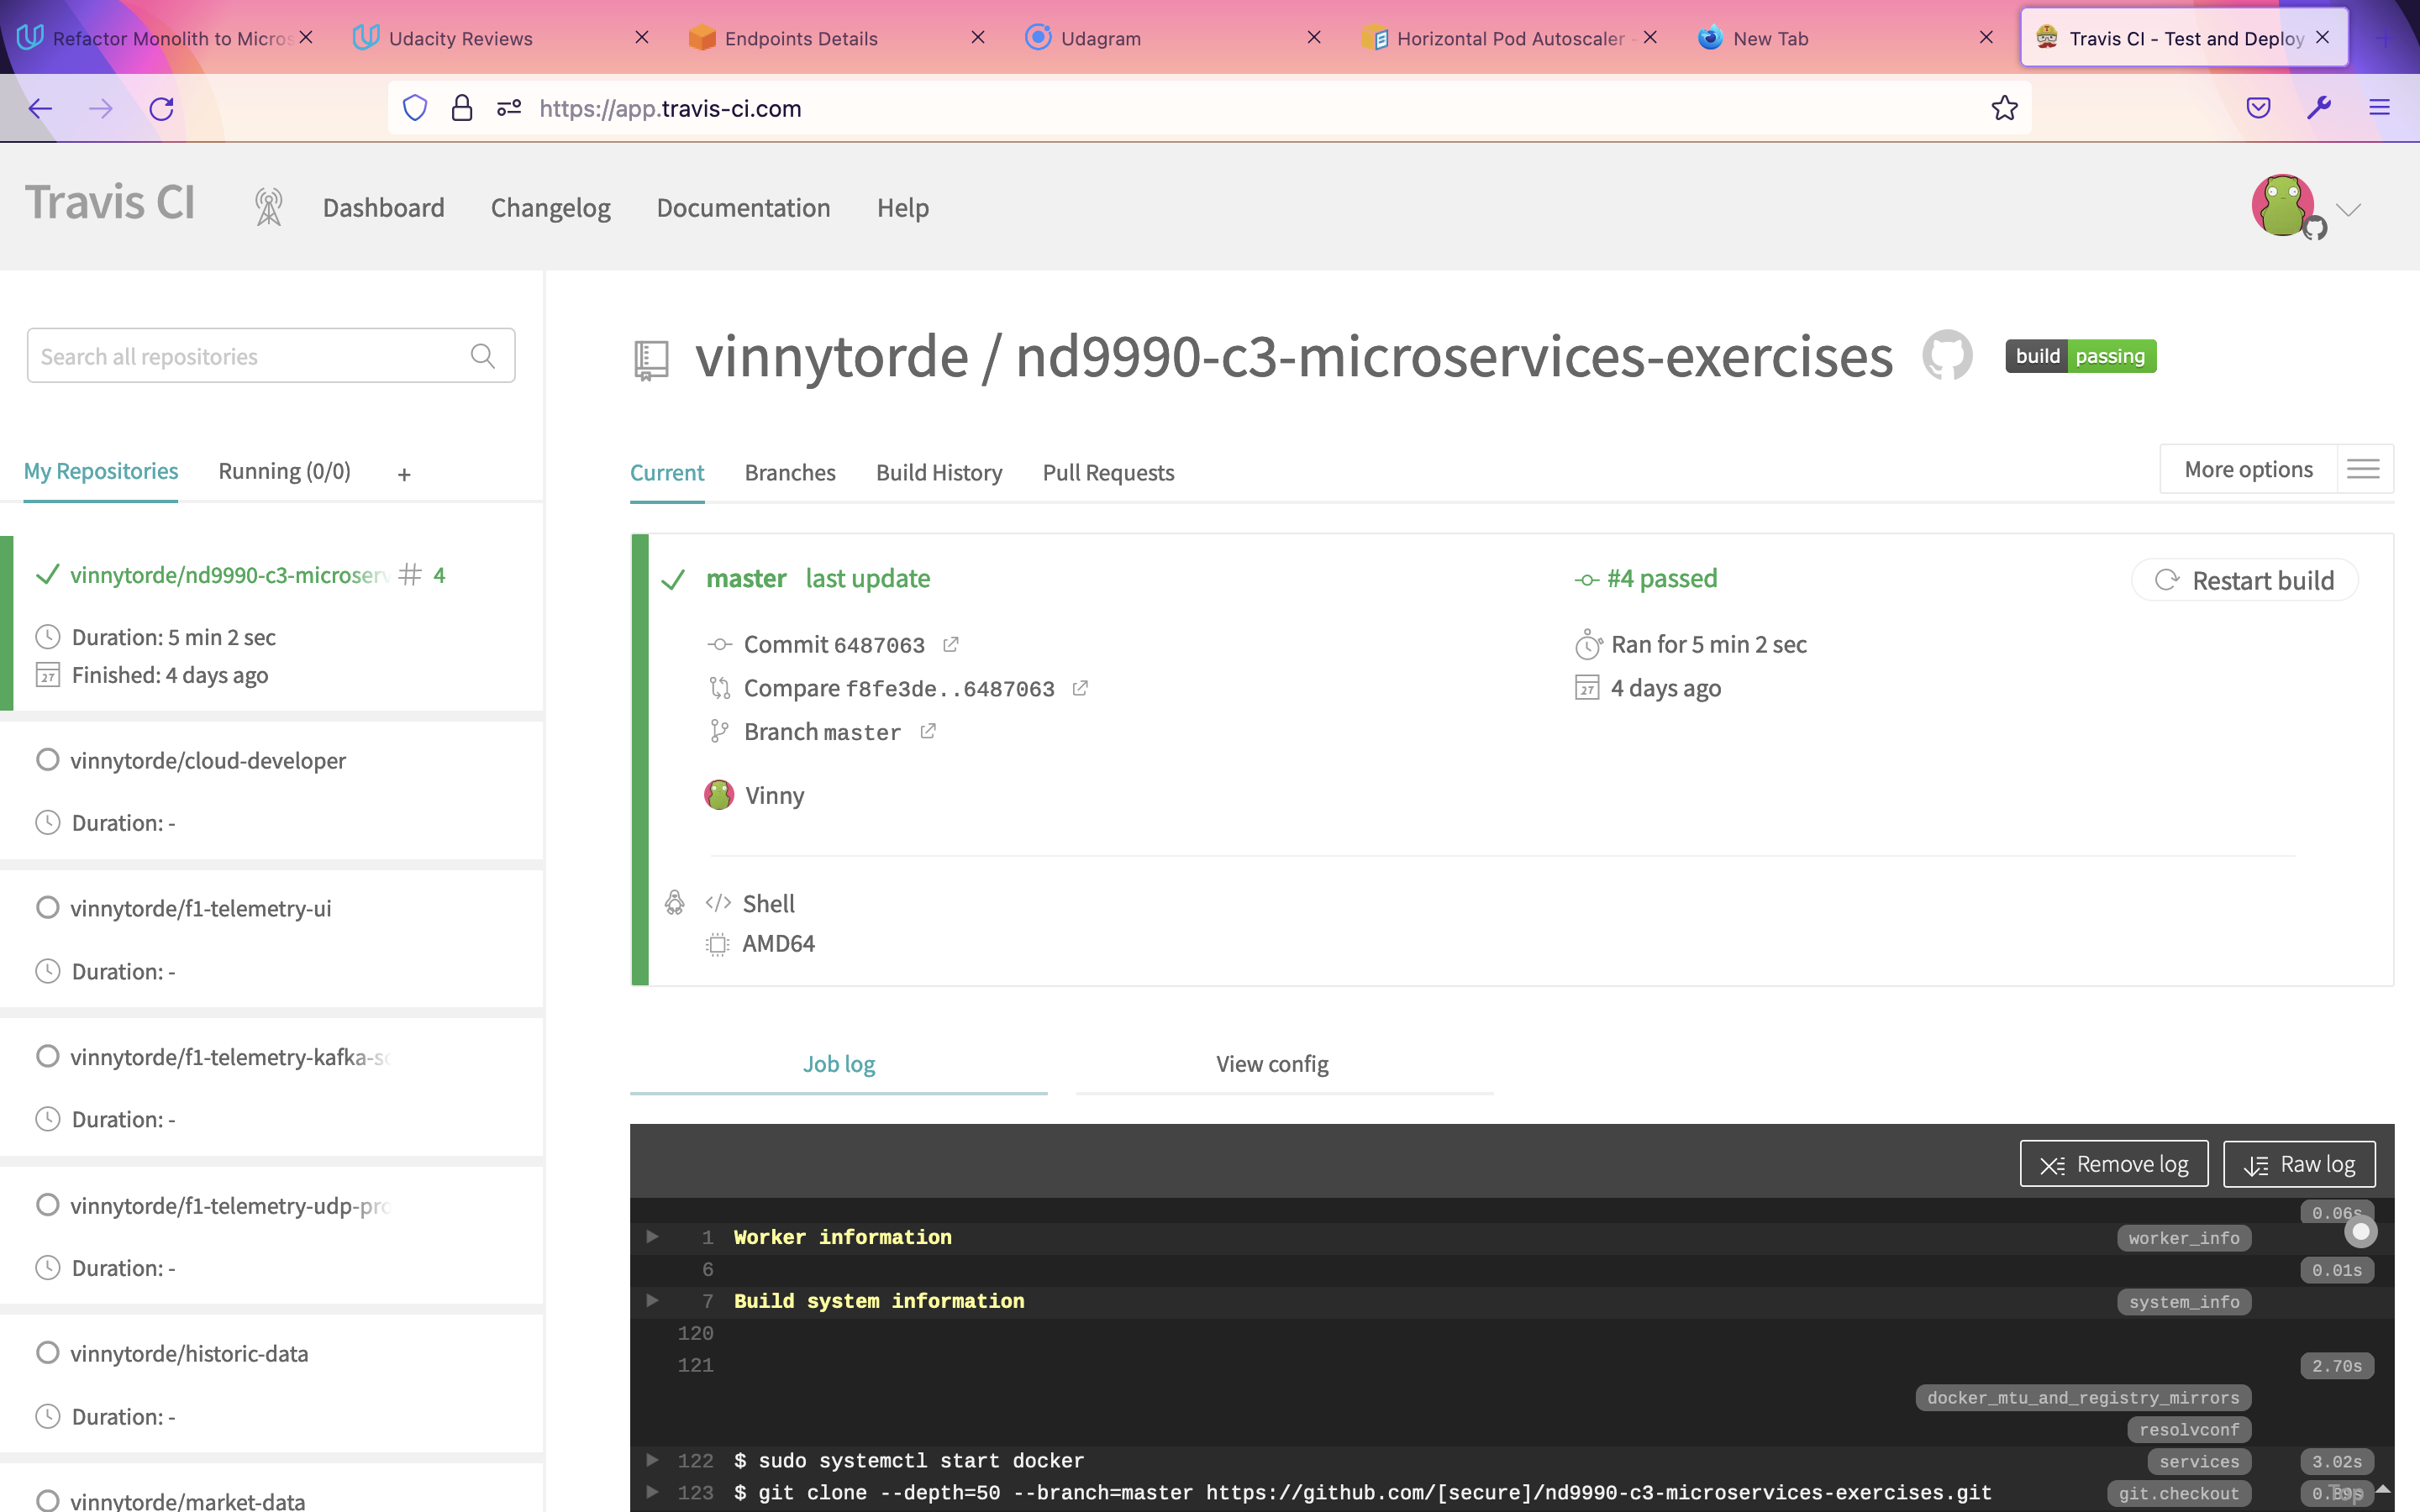 Refactor Monolith to Micros
Udacity Reviews
Endpoints Details
Udagram
Horizontal Pod Autoscaler -
New Tab
Travis CI - Test and Deploy
https://app.travis-ci.com
Travis CI
Dashboard
Changelog
Documentation
Help
Search all repositories
My Repositories
Running (0/0)
+
vinnytorde/nd9990-c3-microserv # 4
Duration: 5 min 2 sec
Finished: 4 days ago
vinnytorde/cloud-developer
Duration: -
vinnytorde/f1-telemetry-ui
Duration: -
vinnytorde/f1-telemetry-kafka-sc
Duration: -
vinnytorde/f1-telemetry-udp-pro
Duration: -
vinnytorde/historic-data
Duration: -
vinnytorde/market-data
vinnytorde / nd9990-c3-microservices-exercises
build passing
Current
Branches
Build History
Pull Requests
More options
master last update
#4 passed
Restart build
Commit 6487063
Ran for 5 min 2 sec
Compare f8fe3de..6487063
27 4 days ago
Branch master
Vinny
Shell
AMD64
Job log
View config
Remove log
Raw log
0.06s
1 Worker information worker_info
6 0.01s
7 Build system information system_info
120
121 2.70s
docker_mtu_and_registry_mirrors
resolvconf
122 $ sudo systemctl start docker services 3.02s
123 $ git clone --depth=50 --branch=master https://github.com/[secure]/nd9990-c3-microservices-exercises.git git.checkout
Top